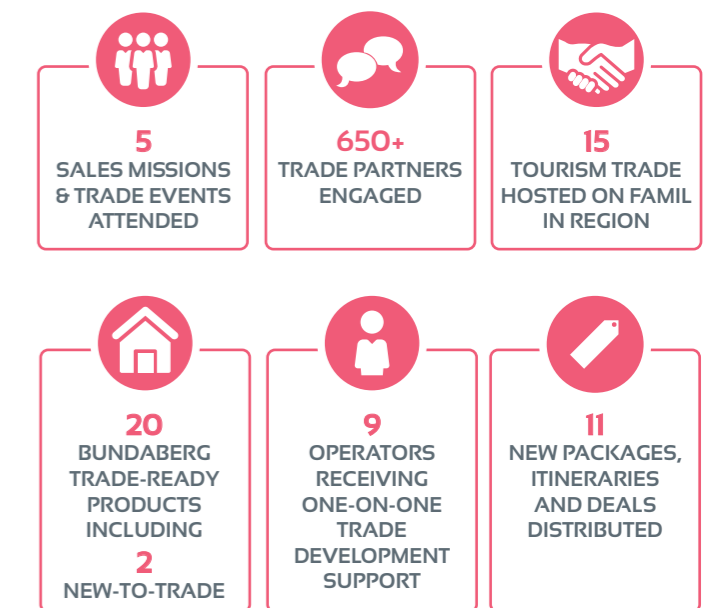 5
SALES MISSIONS
& TRADE EVENTS
ATTENDED
650+
TRADE PARTNERS
ENGAGED
15
TOURISM TRADE
HOSTED ON FAMIL
IN REGION
20
BUNDABERG
TRADE-READY
PRODUCTS
INCLUDING
2
NEW-TO-TRADE
9
OPERATORS
RECEIVING
ONE-ON-ONE
TRADE
DEVELOPMENT
SUPPORT
11
NEW PACKAGES,
ITINERARIES
AND DEALS
DISTRIBUTED